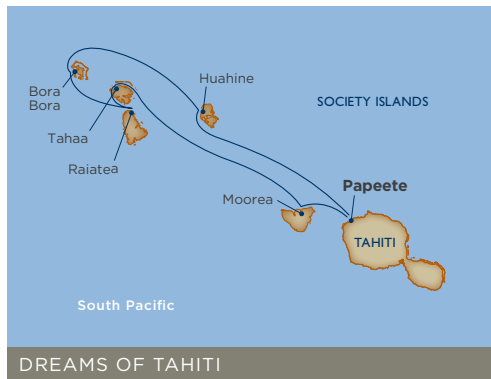 Bora
Bora
Huahine
SOCIETY ISLANDS
Tahaa
Raiatea
Moorea
Papeete
TAHITI
South Pacific
DREAMS OF TAHITI